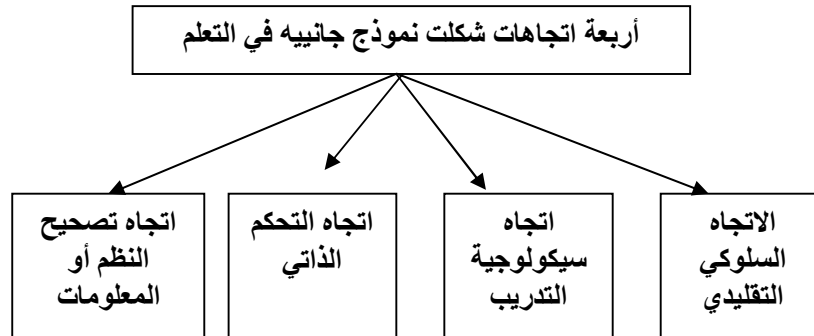 أربعة اتجاهات شكلت نموذج جانييه في التعلم
الاتجاه
السلوكي
التقليدي
اتجاه
سيكولوجية
التدريب
اتجاه التحكم
الذاتي
اتجاه تصحيح
النظم أو
المعلومات